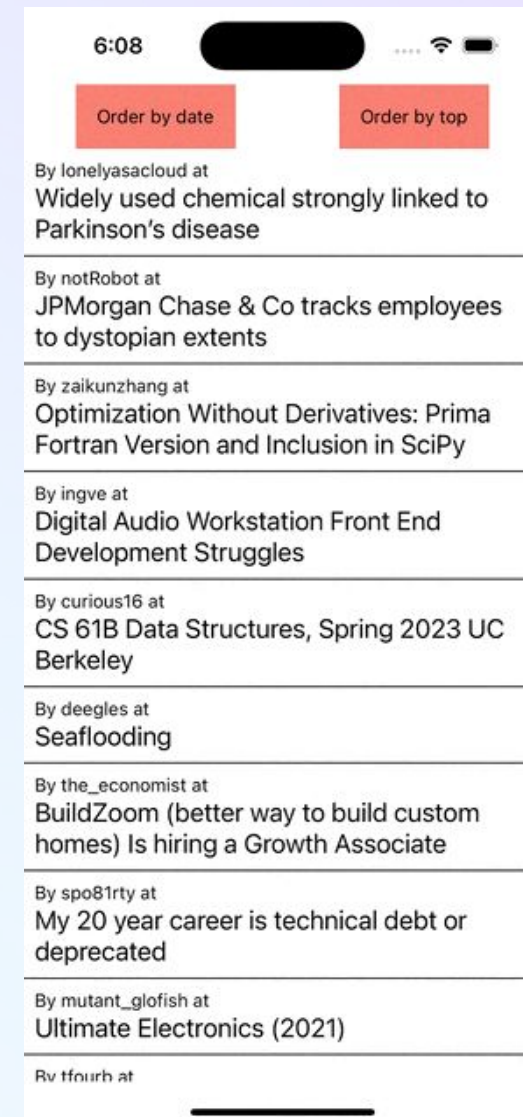 6:08
Order by date
Order by top
By lonelyasacloud at
Widely used chemical strongly linked to
Parkinson’s disease
By notRobot at
JPMorgan Chase & Co tracks employees
to dystopian extents
By zaikunzhang at
Optimization Without Derivatives: Prima
Fortran Version and Inclusion in SciPy
By ingve at
Digital Audio Workstation Front End
Development Struggles
By curious16 at
CS 61B Data Structures, Spring 2023 UC
Berkeley
By deegles at
Seaflooding
By the_economist at
BuildZoom (better way to build custom
homes) Is hiring a Growth Associate
By spo81rty at
My 20 year career is technical debt or
deprecated
By mutant_glofish at
Ultimate Electronics (2021)
By tfourb at